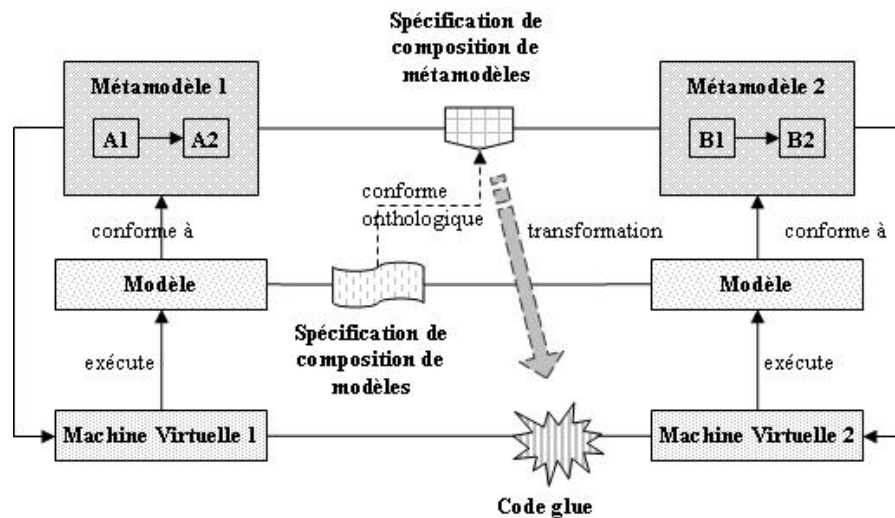 Spécification de
composition de
métamodèles
Métamodèle 1
A1
A2
Métamodèle 2
B1
B2
conforme
onthologique
conforme à
transformation
conforme à
Modèle
Modèle
Spécification de
composition de
modèles
exécute
exécute
Machine Virtuelle 1
Machine Virtuelle 2
Code glue